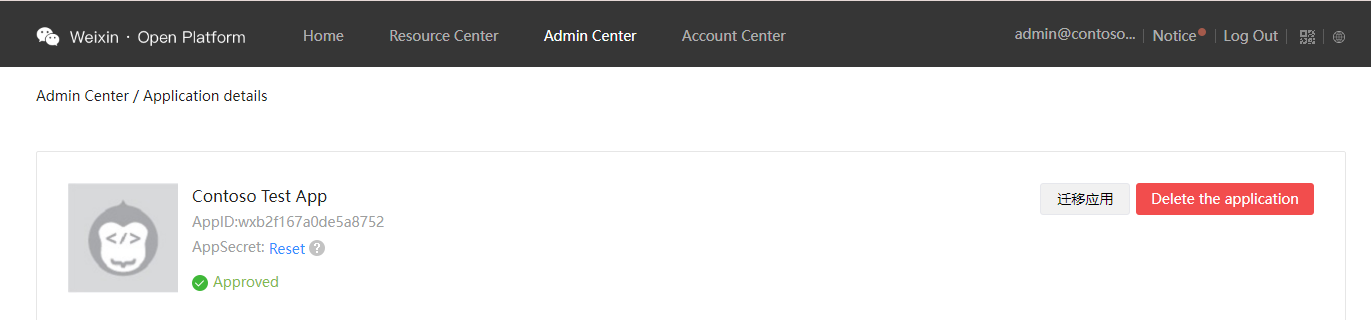 Weixin · Open Platform Home Resource Center Admin Center Account Center admin@contoso... Notice Log Out
Admin Center / Application details
Contoso Test App
迁移应用 Delete the application
AppID:wxb2f167a0de5a8752
AppSecret: Reset ?
Approved